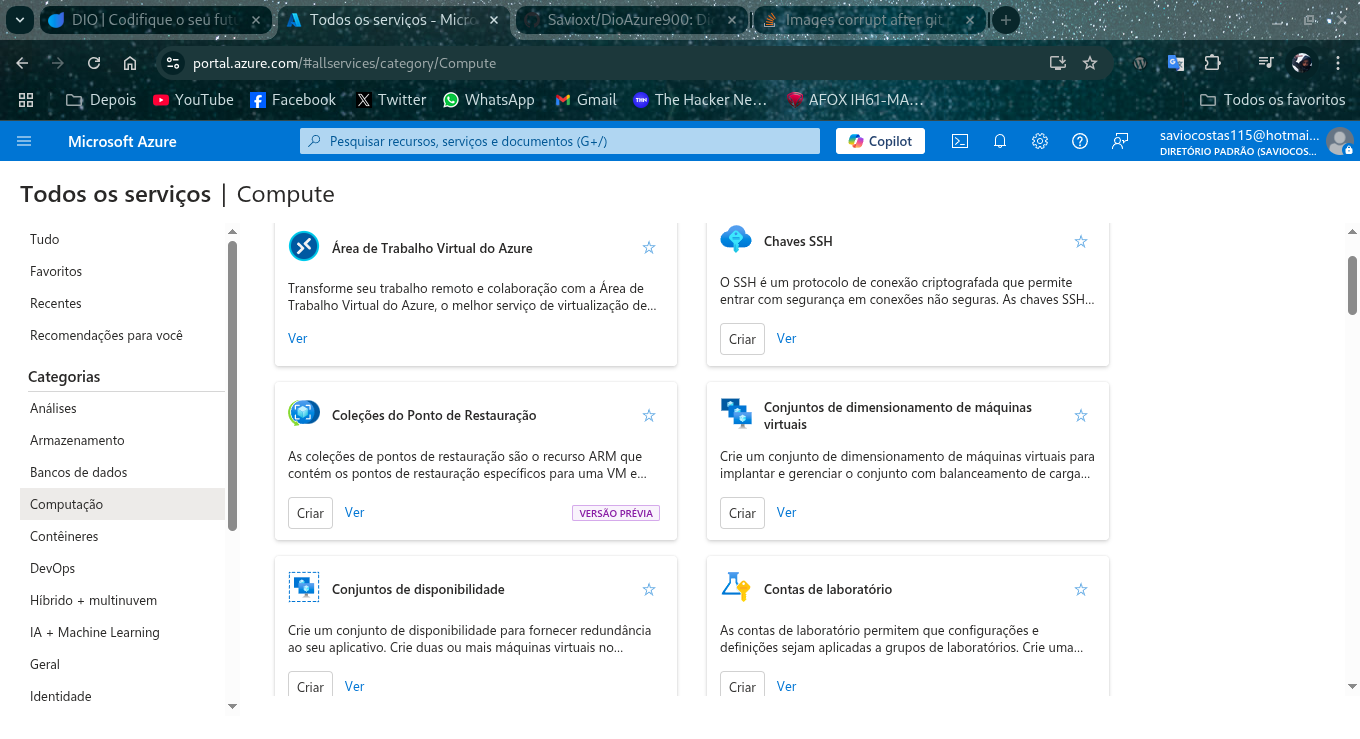 DIO | Codifique o seu futu
Todos os serviços - Micro
Savioxt/DioAzure900: Di
Images corrupt after git
portal.azure.com/#allservices/category/Compute
Depois
YouTube
Facebook
Twitter
WhatsApp
Gmail
The Hacker Ne...
AFOX IH61-MA...
Todos os favoritos
Microsoft Azure
Pesquisar recursos, serviços e documentos (G+/)
Copilot
saviocostas115@hotmai...
DIRETÓRIO PADRÃO (SAVIOCOS...
Todos os serviços | Compute
Tudo
Favoritos
Recentes
Recomendações para você
Categorias
Análises
Armazenamento
Bancos de dados
Computação
Contêineres
DevOps
Híbrido + multinuvem
IA + Machine Learning
Geral
Identidade
Área de Trabalho Virtual do Azure
Transforme seu trabalho remoto e colaboração com a Área de
Trabalho Virtual do Azure, o melhor serviço de virtualização de...
Ver
Chaves SSH
O SSH é um protocolo de conexão criptografada que permite
entrar com segurança em conexões não seguras. As chaves SSH...
Criar
Ver
Coleções do Ponto de Restauração
As coleções de pontos de restauração são o recurso ARM que
contém os pontos de restauração específicos para uma VM e...
Criar
Ver
VERSÃO PRÉVIA
Conjuntos de dimensionamento de máquinas
virtuais
Crie um conjunto de dimensionamento de máquinas virtuais para
implantar e gerenciar o conjunto com balanceamento de carga...
Criar
Ver
Conjuntos de disponibilidade
Crie um conjunto de disponibilidade para fornecer redundância
ao seu aplicativo. Crie duas ou mais máquinas virtuais no...
Criar
Ver
Contas de laboratório
As contas de laboratório permitem que configurações e
definições sejam aplicadas a grupos de laboratórios. Crie uma...
Criar
Ver